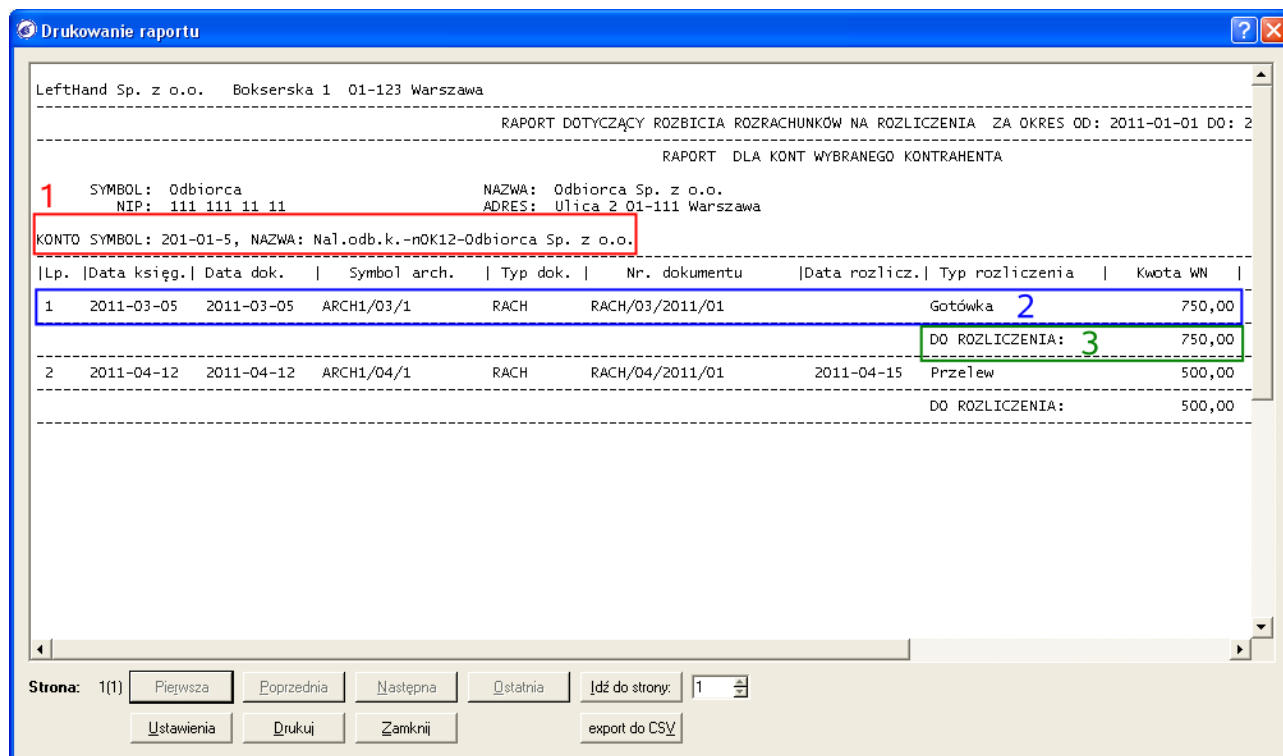 Drukowanie raportu
LeftHand Sp. z o.o. Bokserska 1 01-123 Warszawa
RAPORT DOTYCZĄCY ROZBICIA ROZRACHUNKÓW NA ROZLICZENIA ZA OKRES OD: 2011-01-01 DO: 2
RAPORT DLA KONT WYBRANEGO KONTRAHENTA
1 SYMBOL: Odbiorca NAZWA: Odbiorca Sp. z o.o.
NIP: 111 111 11 11 ADRES: Ulica 2 01-111 Warszawa
KONTO SYMBOL: 201-01-5, NAZWA: Nal.odb.k.-nOK12-Odbiorca Sp. z o.o.
|Lp. |Data księg.| Data dok. | Symbol arch. | Typ dok. | Nr. dokumentu |Data rozlicz.| Typ rozliczenia | Kwota WN |
1 2011-03-05 2011-03-05 ARCH1/03/1 RACH RACH/03/2011/01 Gotówka 2 750,00
DO ROZLICZENIA: 3 750,00
2 2011-04-12 2011-04-12 ARCH1/04/1 RACH RACH/04/2011/01 2011-04-15 Przelew 500,00
DO ROZLICZENIA: 500,00
Strona: 1(1) Pierwsza Poprzednia Następna Ostatnia Idź do strony: 1
Ustawienia Drukuj Zamknij export do CSV